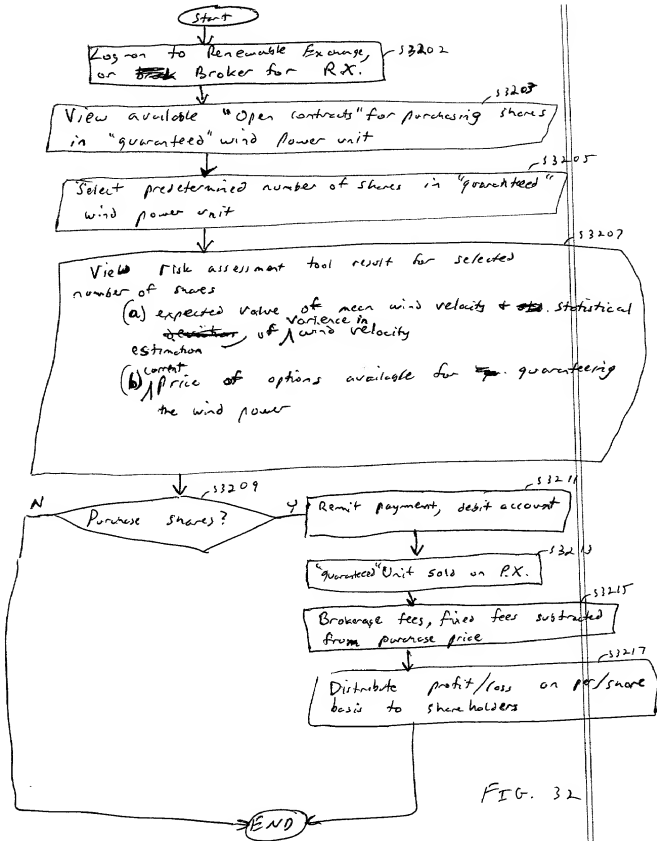 Start
Log on to Renewable Exchange, S3202
or Broker for R.X.
S3203
View available "Open contracts" for purchasing shares
in "guaranteed" wind power unit
S3205
Select predetermined number of shares in "guaranteed"
wind power unit
S3207
View risk assessment tool result for selected
number of shares
(a) expected value of mean wind velocity & statistical
estimation of varience in wind velocity
(b) current Price of options available for guaranteeing
the wind power
S3209
N Purchase shares? Y
S3211
Remit payment, debit account
S3213
"guaranteed" Unit sold on R.X.
S3215
Brokerage fees, fixed fees subtracted
from purchase price
S3217
Distribute profit/loss on per/share
basis to shareholders
FIG. 32
END